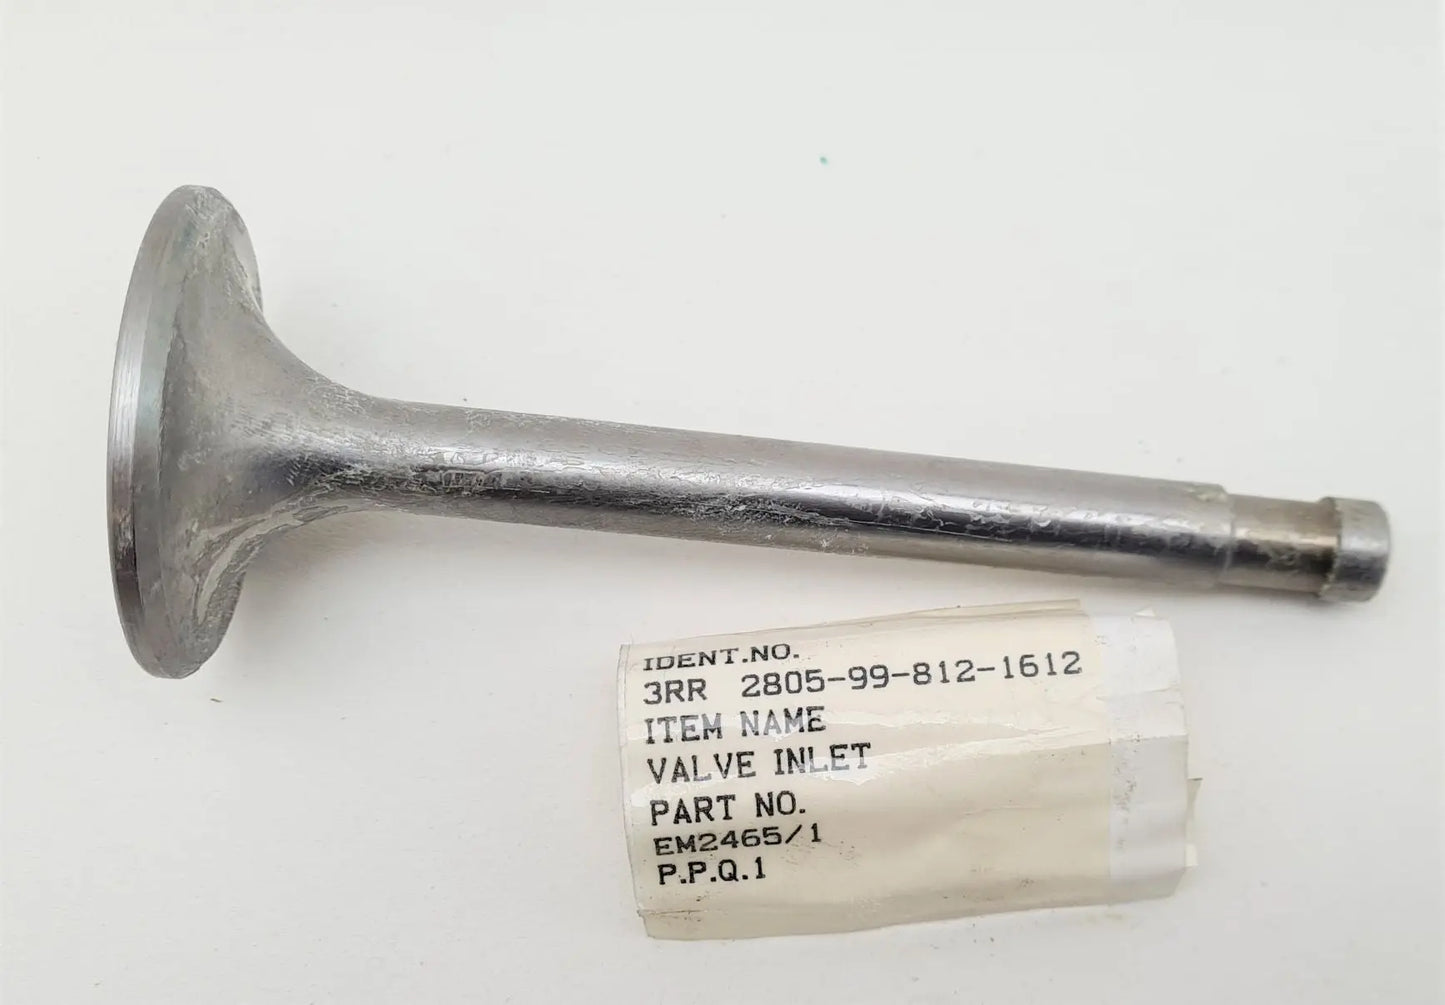 IDENT.NO.
3RR 2805-99-812-1612
ITEM NAME
VALVE INLET
PART NO.
EM2465/1
P.P.Q.1